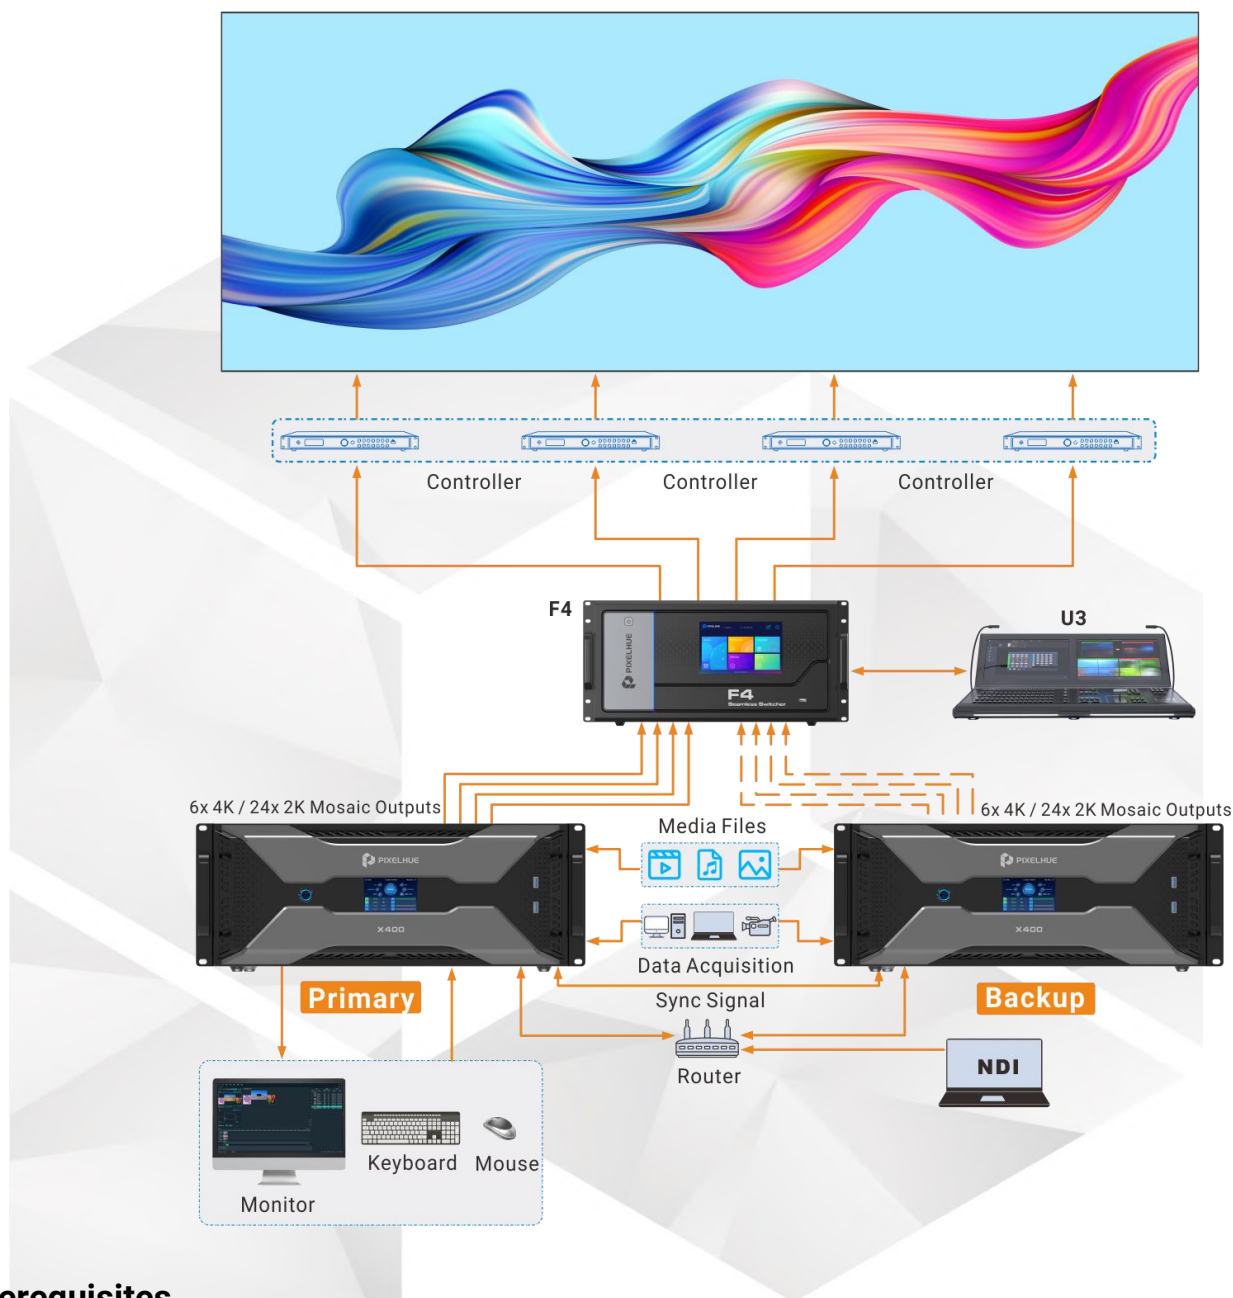 Controller
Controller
Controller
F4
U3
PIXELHUE
F4
Seamless Switcher
6x 4K / 24x 2K Mosaic Outputs
6x 4K / 24x 2K Mosaic Outputs
Media Files
PIXELHUE
PIXELHUE
X400
X400
Data Acquisition
Primary
Sync Signal
Backup
NDI
Router
Keyboard
Mouse
Monitor
erequisites